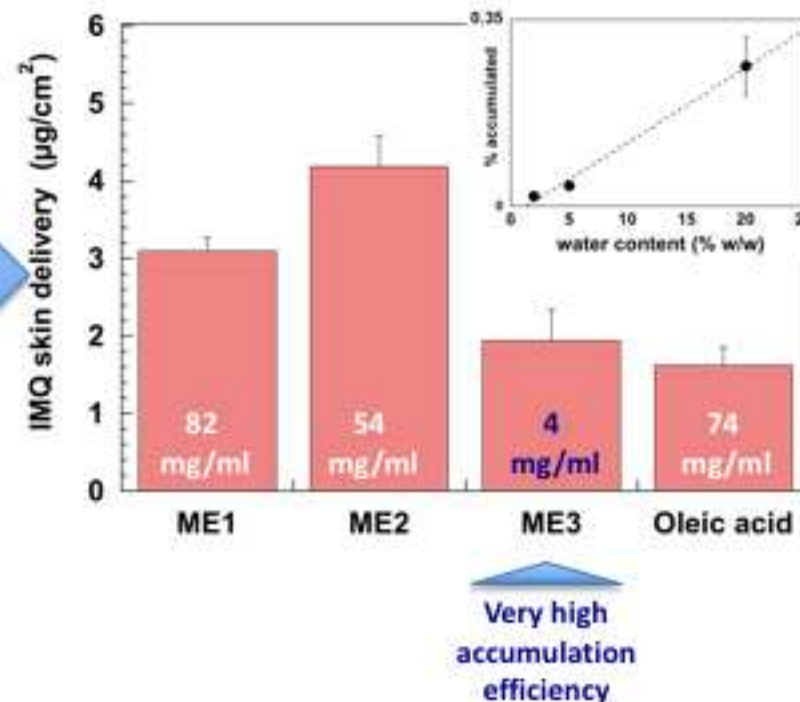 6
5
4
3
2
1
0
IMQ skin delivery (µg/cm²)
82
mg/ml
54
mg/ml
4
mg/ml
74
mg/ml
ME1 ME2 ME3 Oleic acid
0.35
0
% accumulated
0 5 10 15 20
water content (% w/w)
Very high
accumulation
efficiency